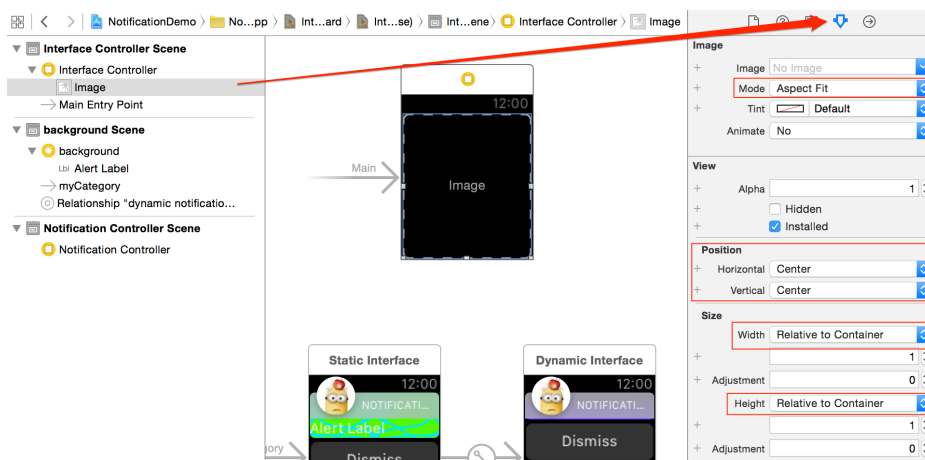 NotificationDemo
No...pp
Int...ard
Int...se)
Int...ene
Interface Controller
Image
Interface Controller Scene
Interface Controller
Image
Main Entry Point
background Scene
background
Lbl Alert Label
myCategory
Relationship "dynamic notificatio...
Notification Controller Scene
Notification Controller
Main
12:00
Image
Static Interface
12:00
NOTIFICATI...
Alert Label
Dismiss
gory
Dynamic Interface
12:00
NOTIFICATI...
Dismiss
Image
Image No Image
Mode Aspect Fit
Tint Default
Animate No
View
Alpha 1
Hidden
Installed
Position
Horizontal Center
Vertical Center
Size
Width Relative to Container
1
Adjustment 0
Height Relative to Container
1
Adjustment 0